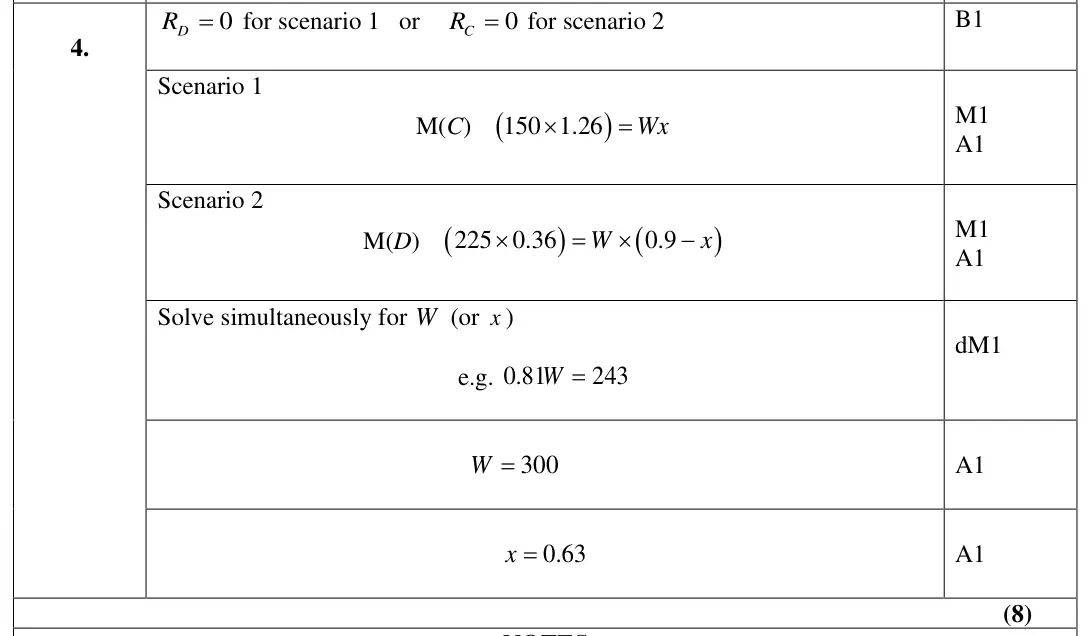 4.
R_D = 0 for scenario 1 or R_C = 0 for scenario 2
B1
Scenario 1
M(C) (150×1.26) = Wx
M1
A1
Scenario 2
M(D) (225×0.36) = W×(0.9−x)
M1
A1
Solve simultaneously for W (or x)
e.g. 0.81W = 243
dM1
W = 300
A1
x = 0.63
A1
(8)